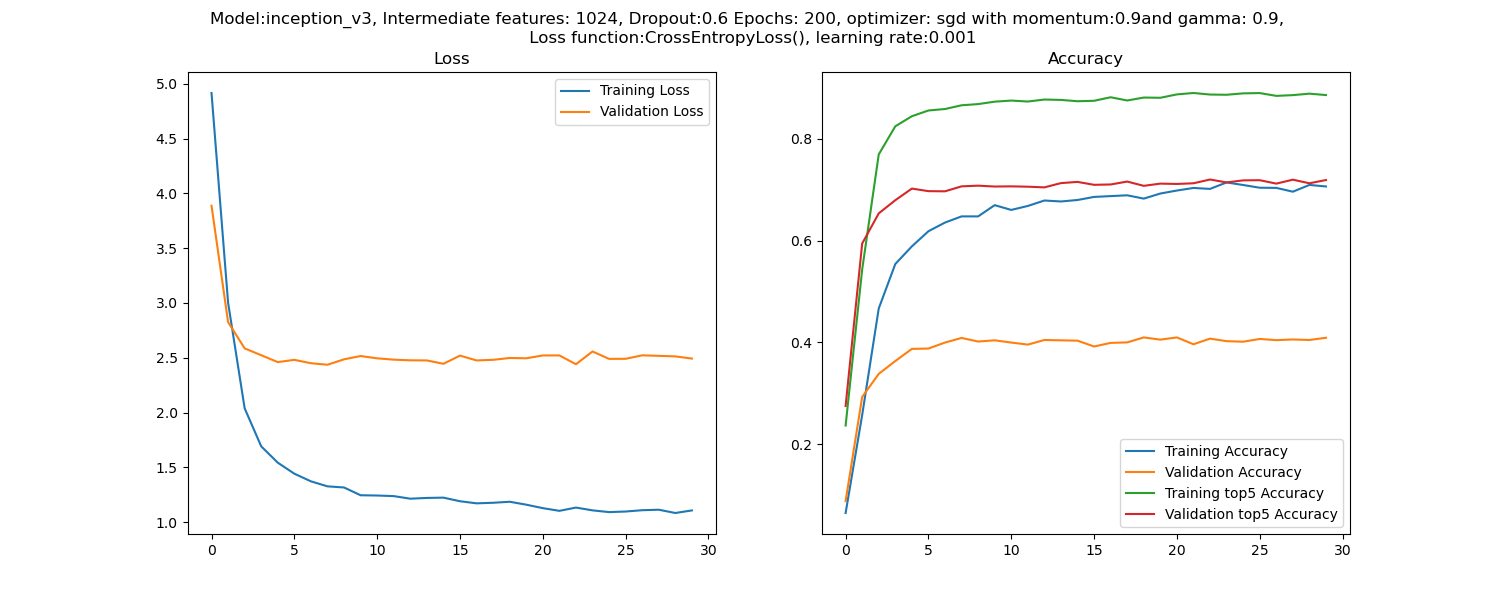 Model:inception_v3, Intermediate features: 1024, Dropout:0.6 Epochs: 200, optimizer: sgd with momentum:0.9and gamma: 0.9,
Loss function:CrossEntropyLoss(), learning rate:0.001
Loss
5.0
4.5
4.0
3.5
3.0
2.5
2.0
1.5
1.0
0 5 10 15 20 25 30
Training Loss
Validation Loss
Accuracy
0.8
0.6
0.4
0.2
0 5 10 15 20 25 30
Training Accuracy
Validation Accuracy
Training top5 Accuracy
Validation top5 Accuracy